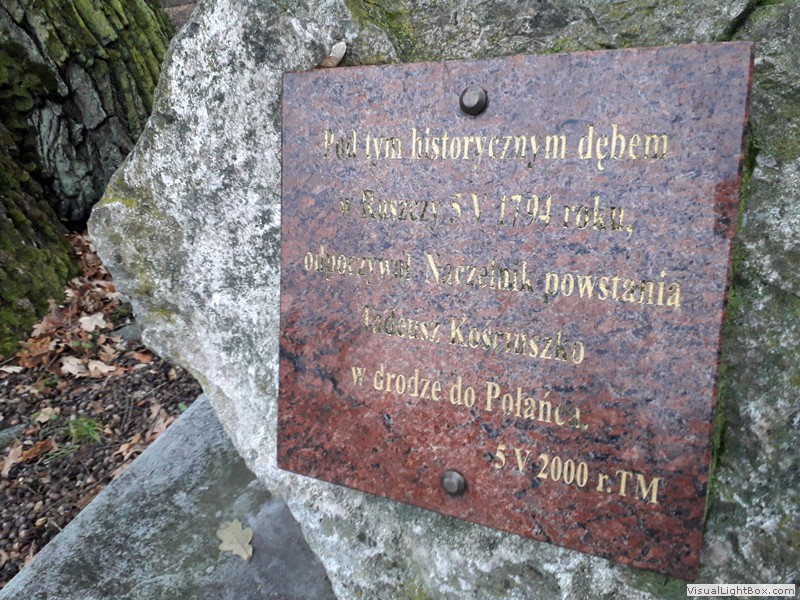 Pod tym historycznym dębem
w Ruszczy 5 V 1794 roku,
odpoczywał Naczelnik powstania
Tadeusz Kościuszko
w drodze do Połańca.
5 V 2000 r. TM
VisualLightBox.com